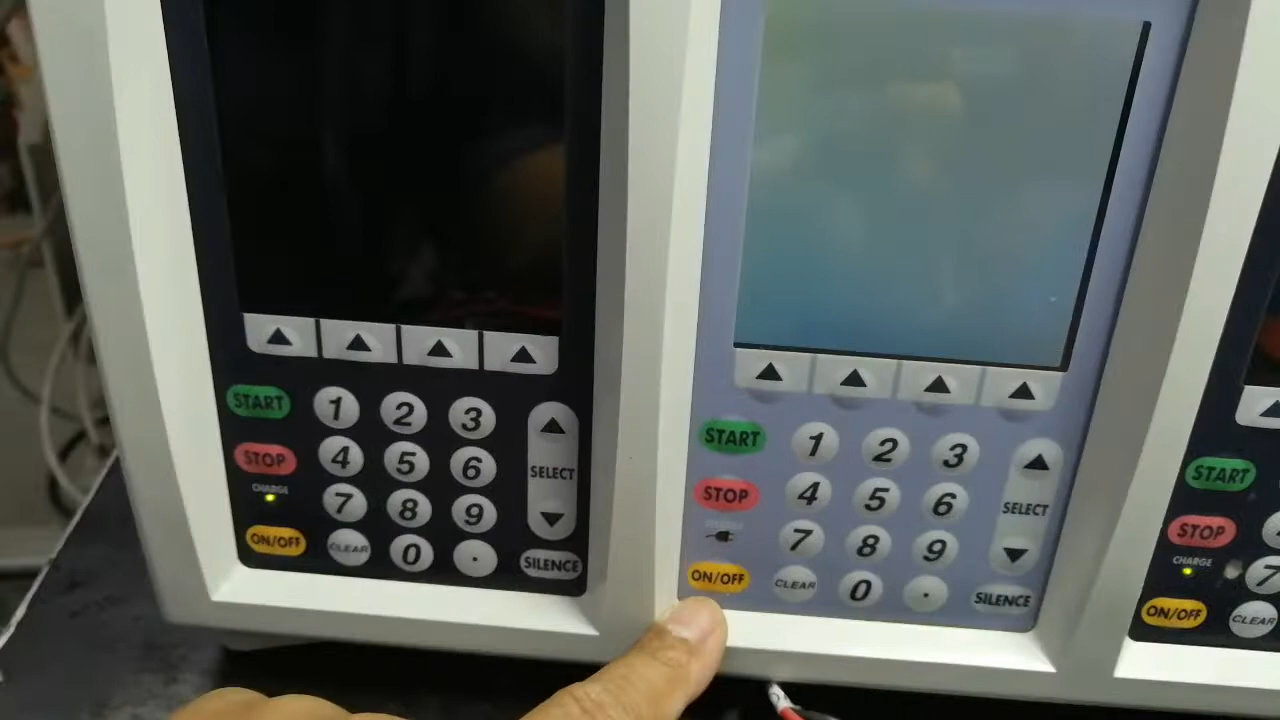 START 1 2 3
STOP 4 5 6 SELECT
CHARGE 7 8 9
ON/OFF CLEAR 0 . SILENCE
START 1 2 3
STOP 4 5 6 SELECT
7 8 9
ON/OFF CLEAR 0 . SILENCE
START
STOP
CHARGE 7
ON/OFF CLEAR